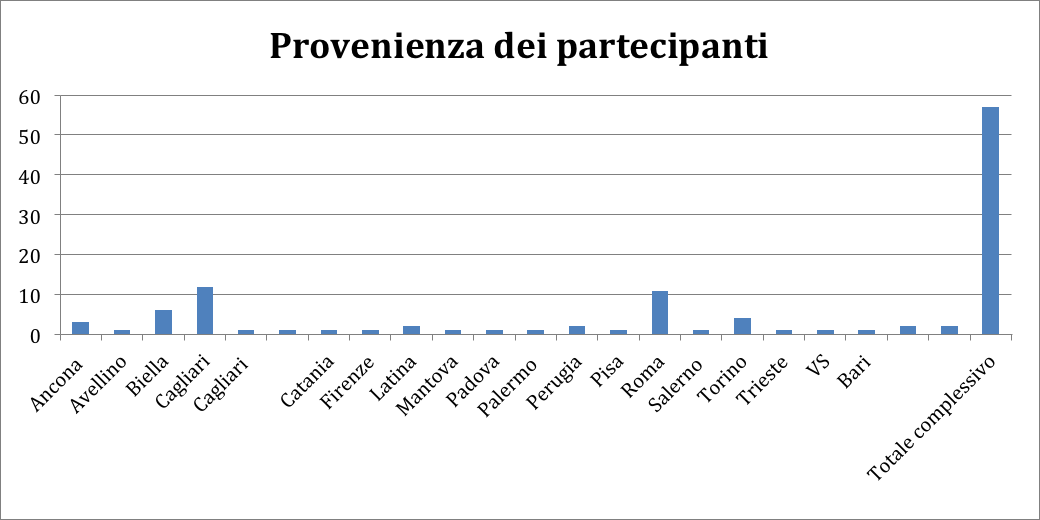 Provenienza dei partecipanti
60
50
40
30
20
10
0
Ancona
Avellino
Biella
Cagliari
Cagliari
Catania
Firenze
Latina
Mantova
Padova
Palermo
Perugia
Pisa
Roma
Salerno
Torino
Trieste
VS
Bari
Totale complessivo